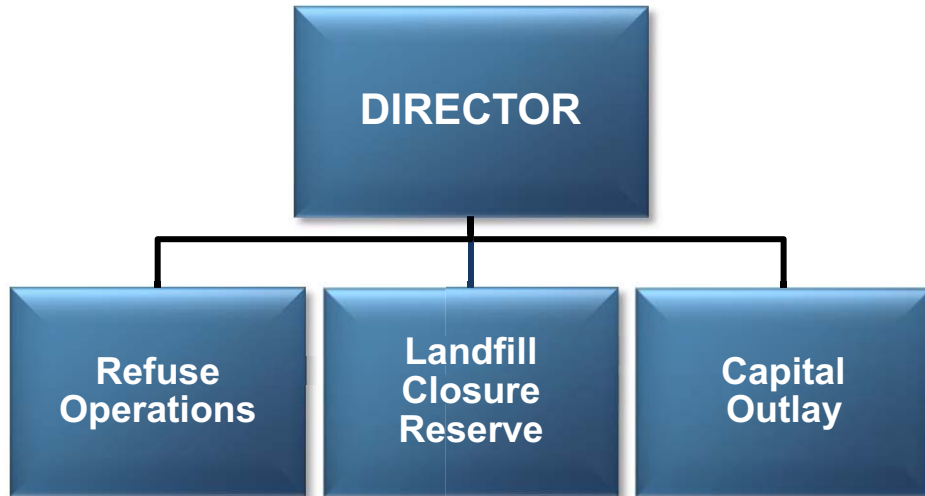 DIRECTOR
Refuse
Operations
Landfill
Closure
Reserve
Capital
Outlay